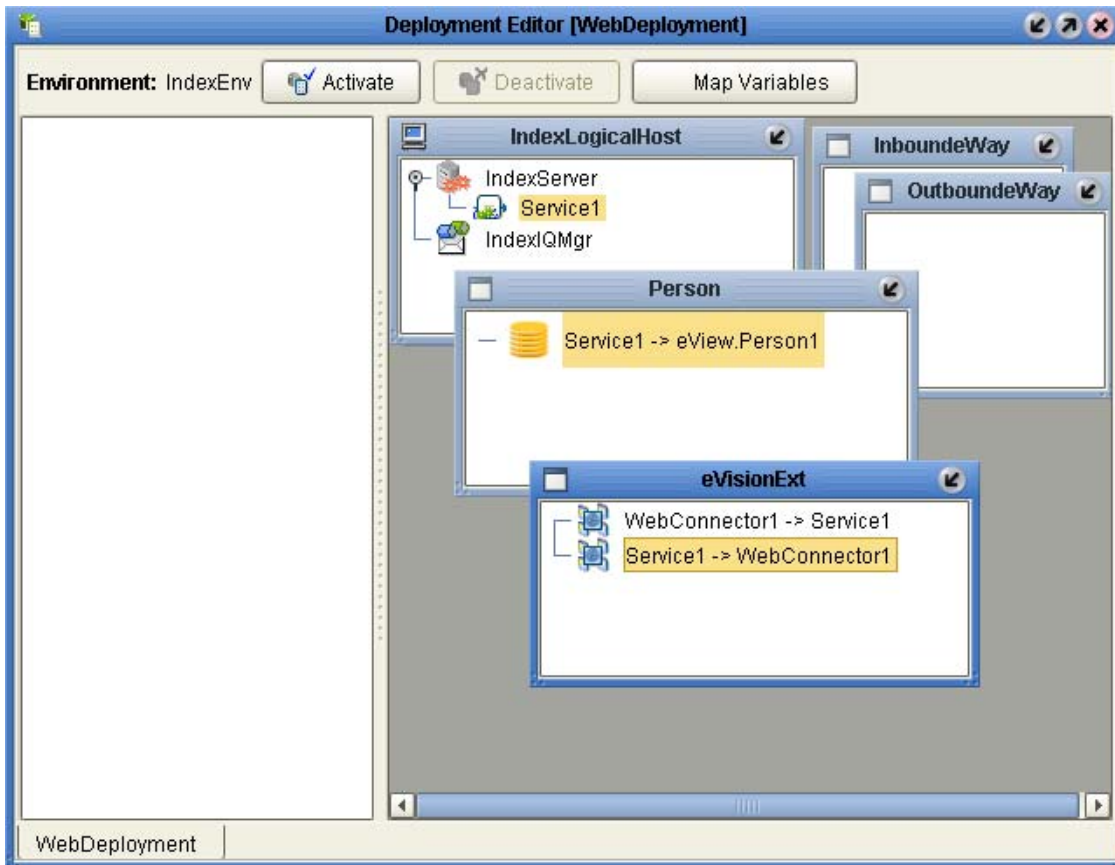 Deployment Editor [WebDeployment]
Environment: IndexEnv Activate Deactivate Map Variables
IndexLogicalHost
IndexServer
Service1
IndexIQMgr
InboundeWay
OutboundeWay
Person
Service1 -> eView.Person1
eVisionExt
WebConnector1 -> Service1
Service1 -> WebConnector1
WebDeployment